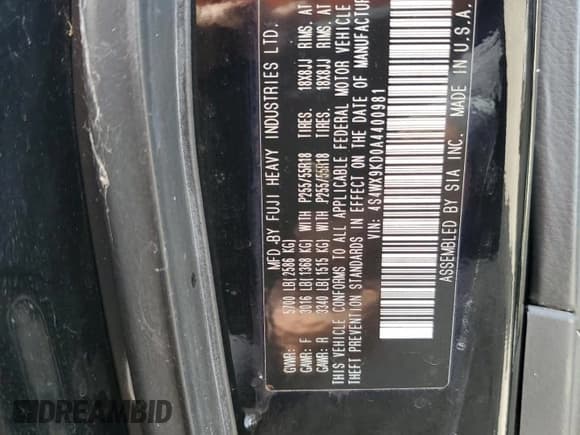 MFD.BY FUJI HEAVY INDUSTRIES LTD.
GVWR: 5700 LB(2586 KG)
GAWR: F 3016 LB(1368 KG) WITH P255/55R18 TIRES. 18X8JJ RIMS. AT
GAWR: R 3340 LB(1515 KG) WITH P255/55R18 TIRES. 18X8JJ RIMS. AT
THIS VEHICLE CONFORMS TO ALL APPLICABLE FEDERAL MOTOR VEHICLE
THEFT PREVENTION STANDARDS IN EFFECT ON THE DATE OF MANUFACTUR
VIN: 4S4WX9KD0A4400981
ASSEMBLED BY SIA INC. MADE IN U.S.A.
DREAMBID